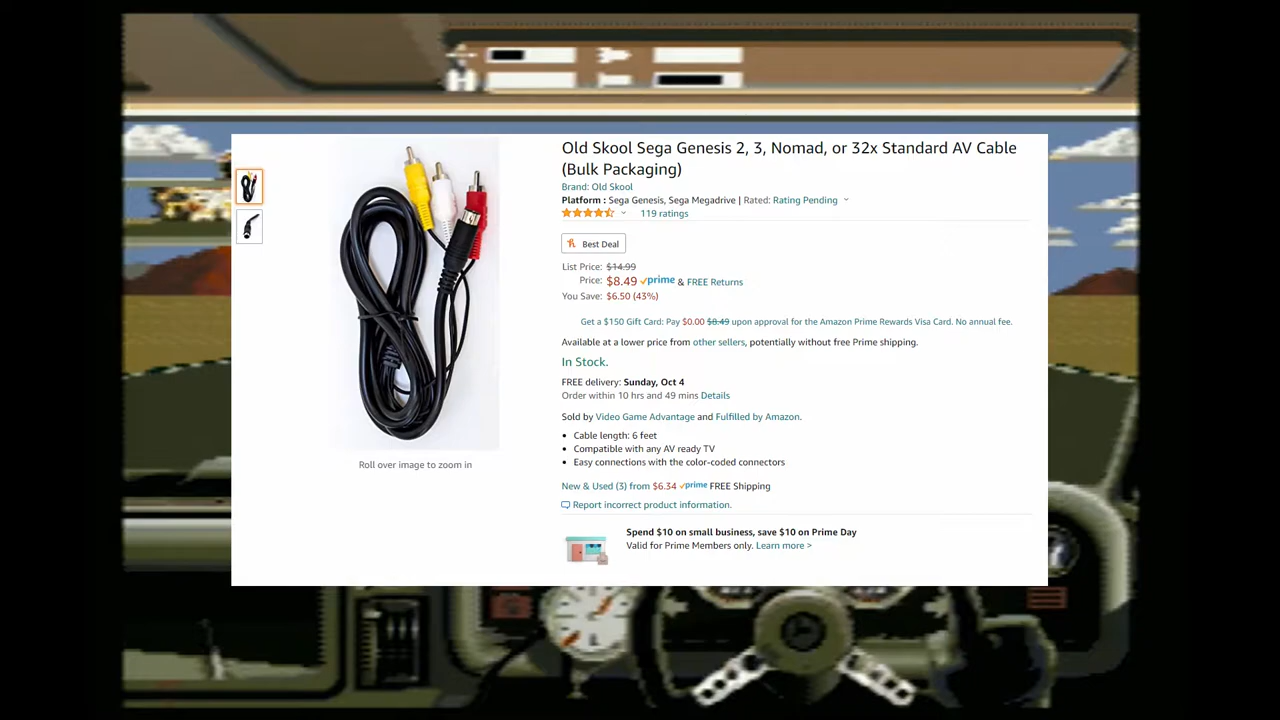 Old Skool Sega Genesis 2, 3, Nomad, or 32x Standard AV Cable
(Bulk Packaging)
Brand: Old Skool
Platform : Sega Genesis, Sega Megadrive | Rated: Rating Pending
119 ratings
Best Deal
List Price: $14.99
Price: $8.49 prime & FREE Returns
You Save: $6.50 (43%)
Get a $150 Gift Card: Pay $0.00 $8.49 upon approval for the Amazon Prime Rewards Visa Card. No annual fee.
Available at a lower price from other sellers, potentially without free Prime shipping.
In Stock.
FREE delivery: Sunday, Oct 4
Order within 10 hrs and 49 mins Details
Sold by Video Game Advantage and Fulfilled by Amazon.
• Cable length: 6 feet
• Compatible with any AV ready TV
• Easy connections with the color-coded connectors
Roll over image to zoom in
New & Used (3) from $6.34 prime FREE Shipping
Report incorrect product information.
Spend $10 on small business, save $10 on Prime Day
Valid for Prime Members only. Learn more >